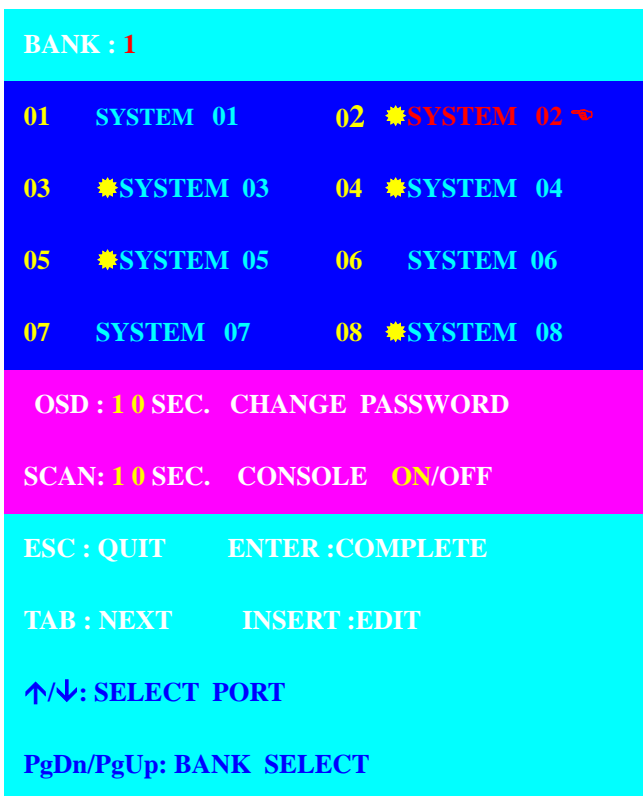 BANK : 1
01 SYSTEM 01 02 SYSTEM 02
03 SYSTEM 03 04 SYSTEM 04
05 SYSTEM 05 06 SYSTEM 06
07 SYSTEM 07 08 SYSTEM 08
OSD : 1 0 SEC. CHANGE PASSWORD
SCAN: 1 0 SEC. CONSOLE ON/OFF
ESC : QUIT ENTER :COMPLETE
TAB : NEXT INSERT :EDIT
↑/↓: SELECT PORT
PgDn/PgUp: BANK SELECT